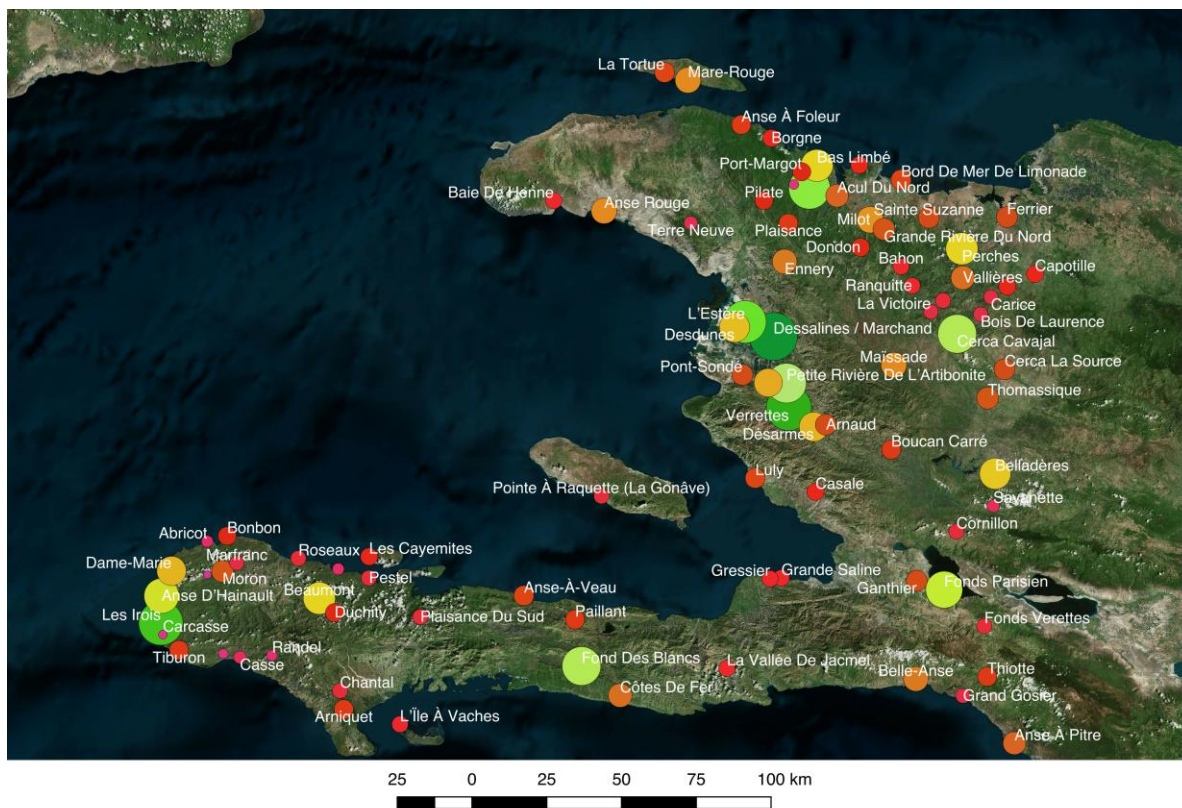 La Tortue
Mare-Rouge
Anse À Foleur
Borgne
Port-Margot
Bas Limbé
Bord De Mer De Limonade
Baie De Henne
Pilate
Acul Du Nord
Anse Rouge
Sainte Suzanne
Ferrier
Terre Neuve
Plaisance
Milot
Grande Rivière Du Nord
Dondon
Perches
Bahon
Ennery
Vallières
Capotille
Ranquitte
La Victoire
Carice
L'Estère
Bois De Laurence
Desdunes
Dessalines / Marchand
Cerca Cavajal
Maïssade
Cerca La Source
Pont-Sondé
Petite Rivière De L'Artibonite
Thomassique
Verrettes
Désarmes
Arnaud
Boucan Carré
Luly
Belladères
Pointe À Raquette (La Gonâve)
Casale
Savanette
Cornillon
Abricot
Bonbon
Marfranc
Roseaux
Les Cayemites
Dame-Marie
Moron
Pestel
Gressier
Grande Saline
Ganthier
Fonds Parisien
Anse D'Hainault
Beaumont
Anse-À-Veau
Les Irois
Duchity
Plaisance Du Sud
Paillant
Fonds Verettes
Carcasse
Tiburon
Casse
Randel
Fond Des Blancs
La Vallée De Jacmel
Belle-Anse
Thiotte
Chantal
Côtes De Fer
Grand Gosier
Arniquet
L'Île À Vaches
Anse À Pitre
25 0 25 50 75 100 km